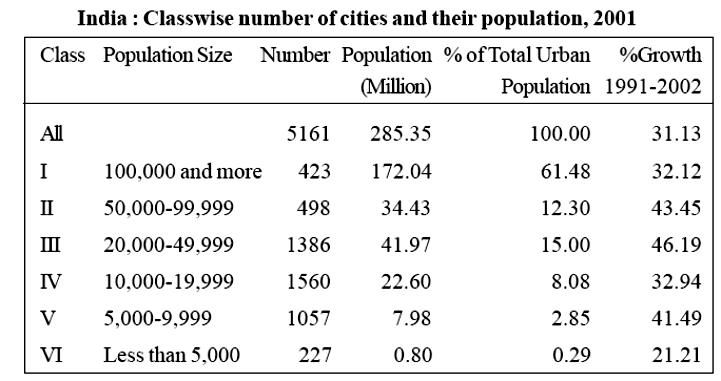 India : Classwise number of cities and their population, 2001
Class Population Size Number Population % of Total Urban %Growth
(Million) Population 1991-2002
All 5161 285.35 100.00 31.13
I 100,000 and more 423 172.04 61.48 32.12
II 50,000-99,999 498 34.43 12.30 43.45
III 20,000-49,999 1386 41.97 15.00 46.19
IV 10,000-19,999 1560 22.60 8.08 32.94
V 5,000-9,999 1057 7.98 2.85 41.49
VI Less than 5,000 227 0.80 0.29 21.21